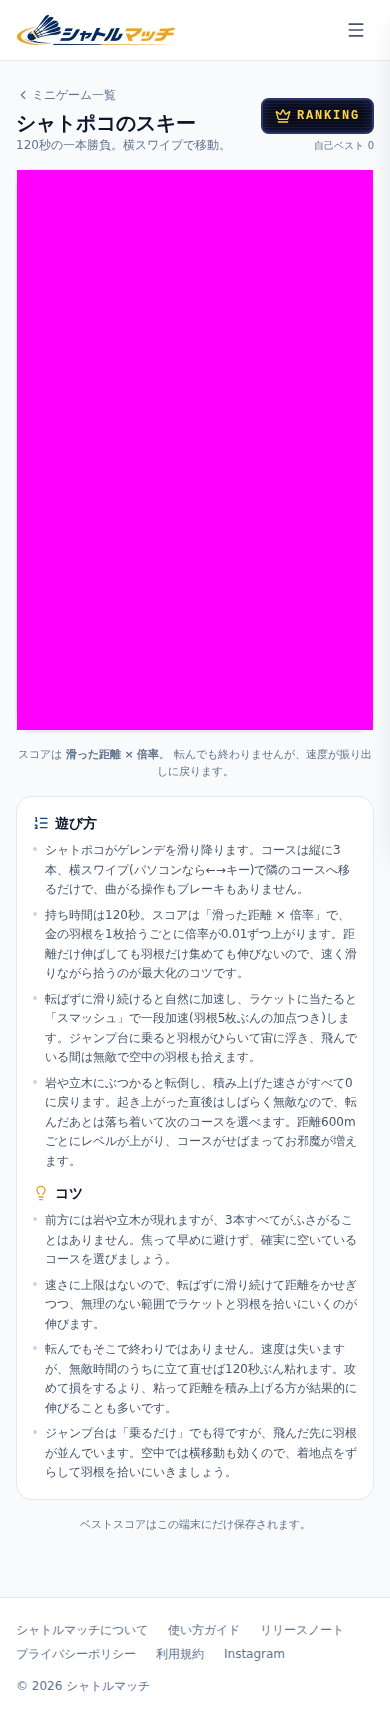 シャトルマッチ
ミニゲーム一覧
シャトポコのスキー
RANKING
120秒の一本勝負。横スワイプで移動。
自己ベスト 0
スコアは 滑った距離 × 倍率。 転んでも終わりませんが、速度が振り出
しに戻ります。
遊び方
シャトポコがゲレンデを滑り降ります。コースは縦に3
本、横スワイプ(パソコンなら←→キー)で隣のコースへ移
るだけで、曲がる操作もブレーキもありません。
持ち時間は120秒。スコアは「滑った距離 × 倍率」で、
金の羽根を1枚拾うごとに倍率が0.01ずつ上がります。距
離だけ伸ばしても羽根だけ集めても伸びないので、速く滑
りながら拾うのが最大化のコツです。
転ばずに滑り続けると自然に加速し、ラケットに当たると
「スマッシュ」で一段加速(羽根5枚ぶんの加点つき)しま
す。ジャンプ台に乗ると羽根がひらいて宙に浮き、飛んで
いる間は無敵で空中の羽根も拾えます。
岩や立木にぶつかると転倒し、積み上げた速さがすべて0
に戻ります。起き上がった直後はしばらく無敵なので、転
んだあとは落ち着いて次のコースを選べます。距離600m
ごとにレベルが上がり、コースがせばまってお邪魔が増え
ます。
コツ
前方には岩や立木が現れますが、3本すべてがふさがるこ
とはありません。焦って早めに避けず、確実に空いている
コースを選びましょう。
速さに上限はないので、転ばずに滑り続けて距離をかせぎ
つつ、無理のない範囲でラケットと羽根を拾いにいくのが
伸びます。
転んでもそこで終わりではありません。速度は失います
が、無敵時間のうちに立て直せば120秒ぶん粘れます。攻
めて損をするより、粘って距離を積み上げる方が結果的に
伸びることも多いです。
ジャンプ台は「乗るだけ」でも得ですが、飛んだ先に羽根
が並んでいます。空中では横移動も効くので、着地点をず
らして羽根を拾いにいきましょう。
ベストスコアはこの端末にだけ保存されます。
シャトルマッチについて 使い方ガイド リリースノート
プライバシーポリシー 利用規約 Instagram
© 2026 シャトルマッチ